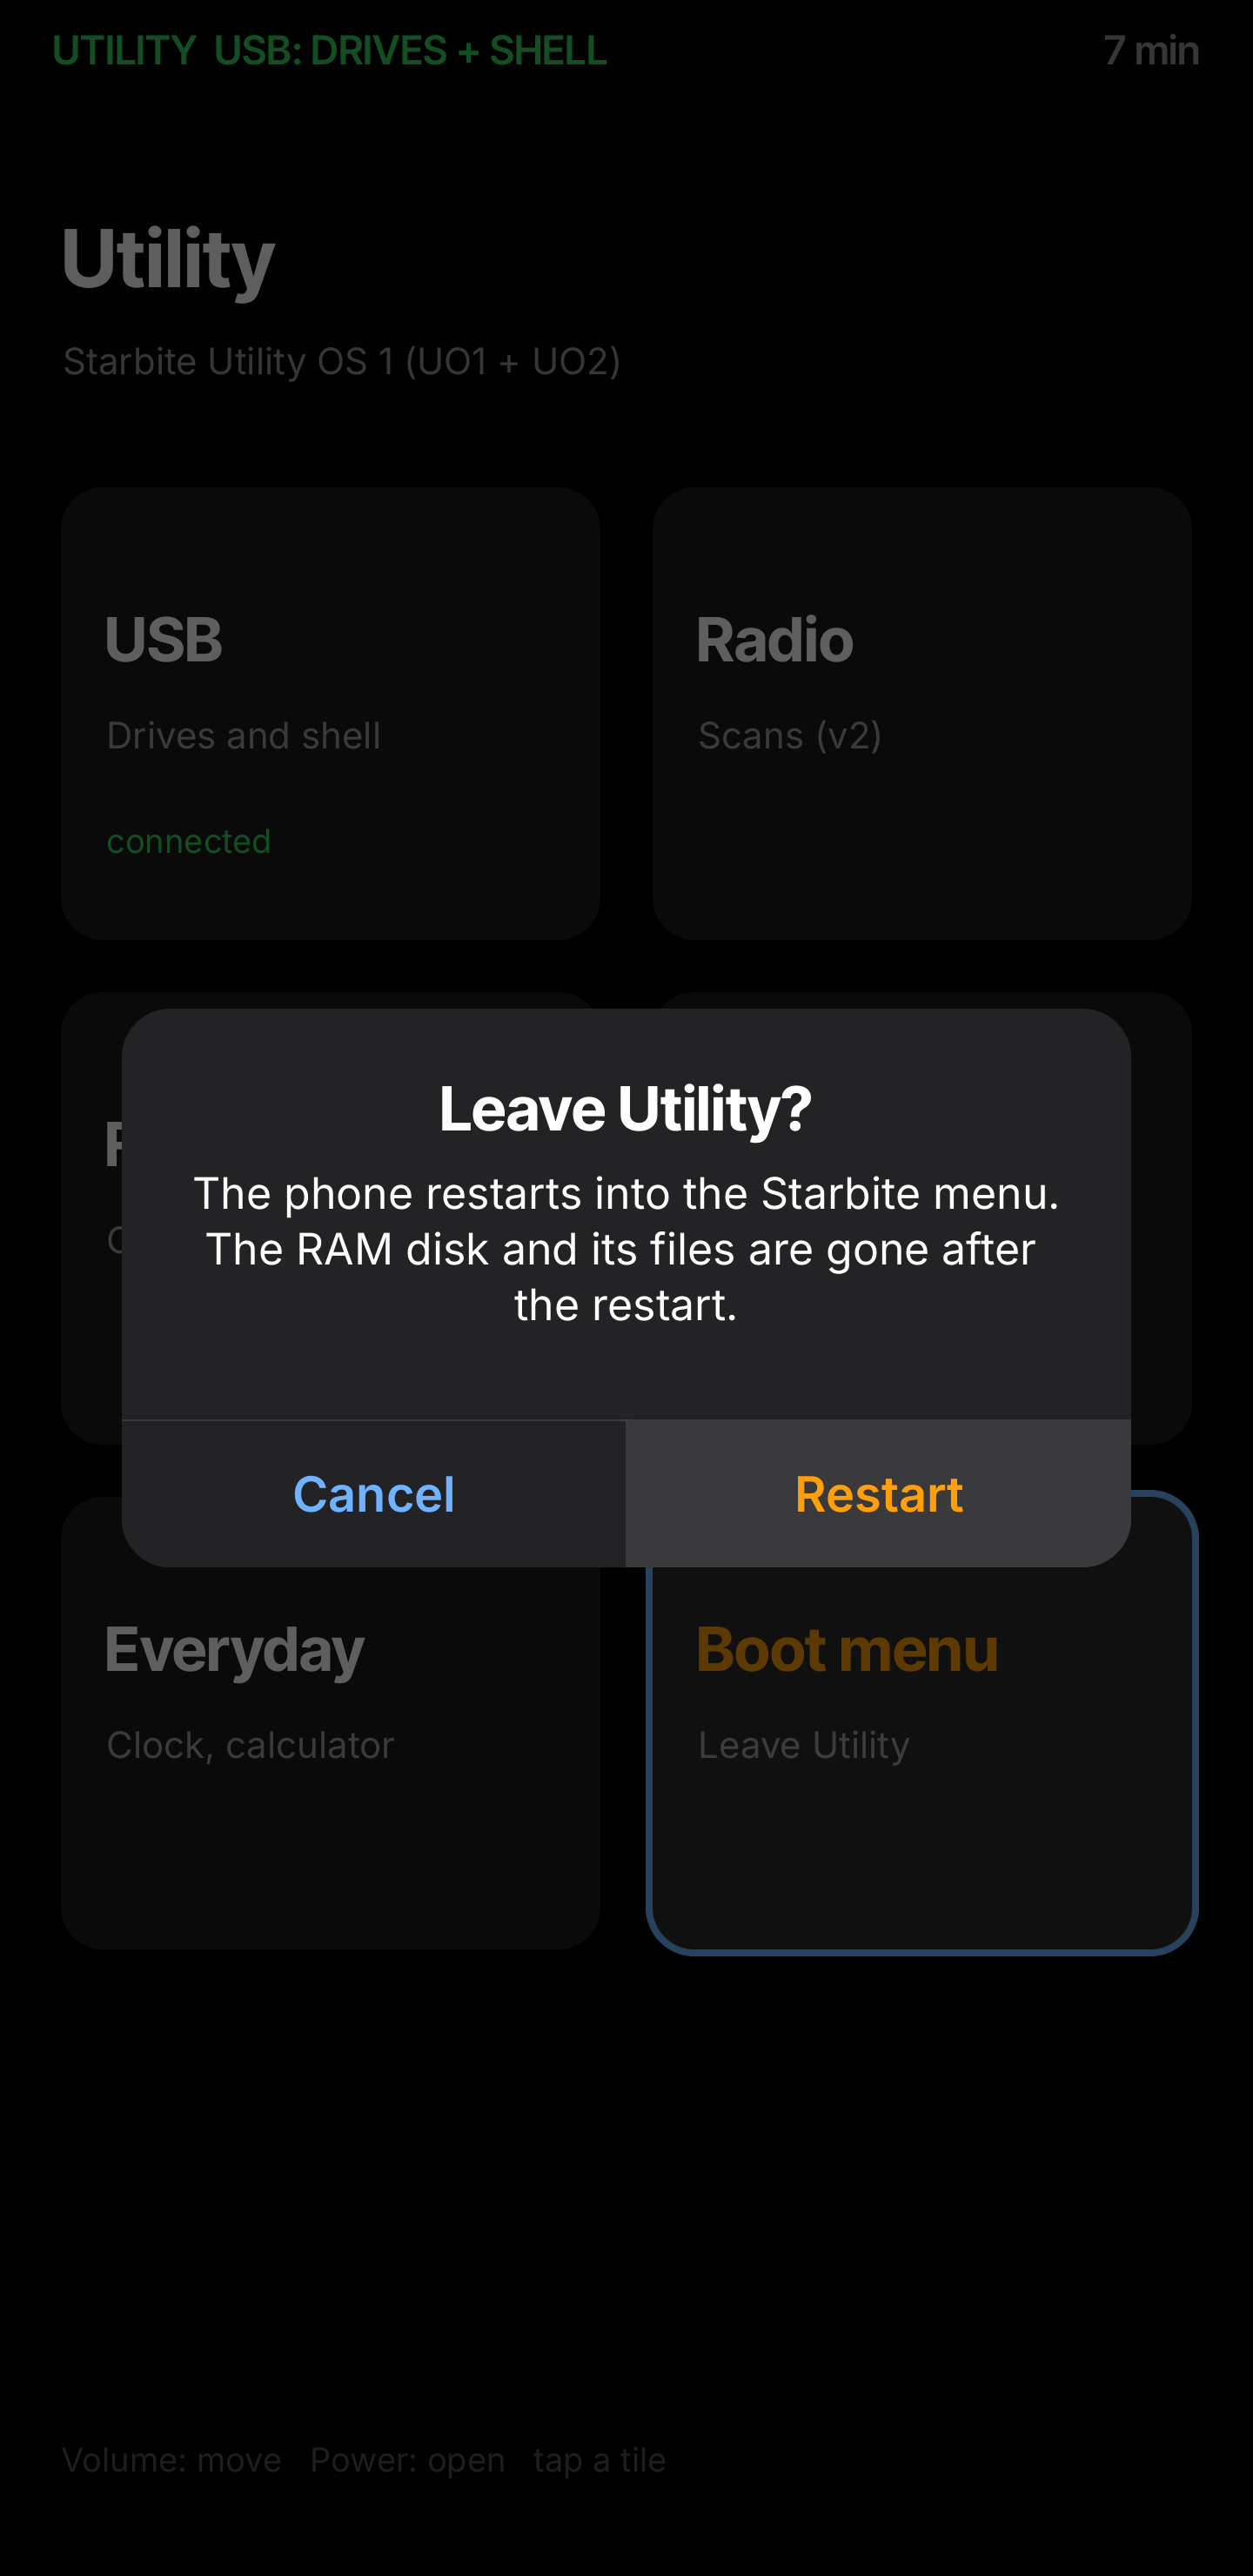 UTILITY USB: DRIVES + SHELL
7 min
Utility
Starbite Utility OS 1 (UO1 + UO2)
USB
Drives and shell
connected
Radio
Scans (v2)
Leave Utility?
The phone restarts into the Starbite menu.
The RAM disk and its files are gone after
the restart.
Cancel
Restart
Everyday
Clock, calculator
Boot menu
Leave Utility
Volume: move Power: open tap a tile